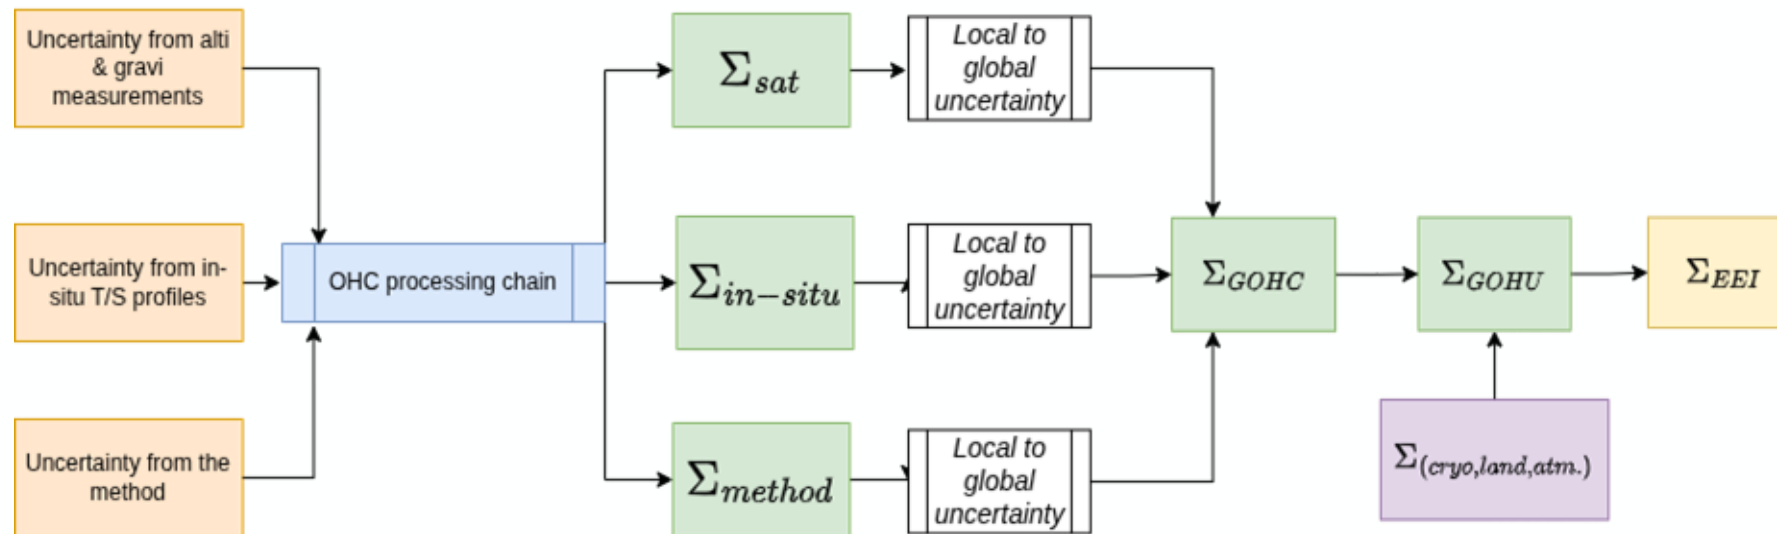 Uncertainty from alti
& gravi
measurements
Σsat
Local to
global
uncertainty
Uncertainty from in-
situ T/S profiles
OHC processing chain
Σin−situ
Local to
global
uncertainty
ΣGOHC
ΣGOHU
ΣEEI
Uncertainty from the
method
Σmethod
Local to
global
uncertainty
Σ(cryo,land,atm.)